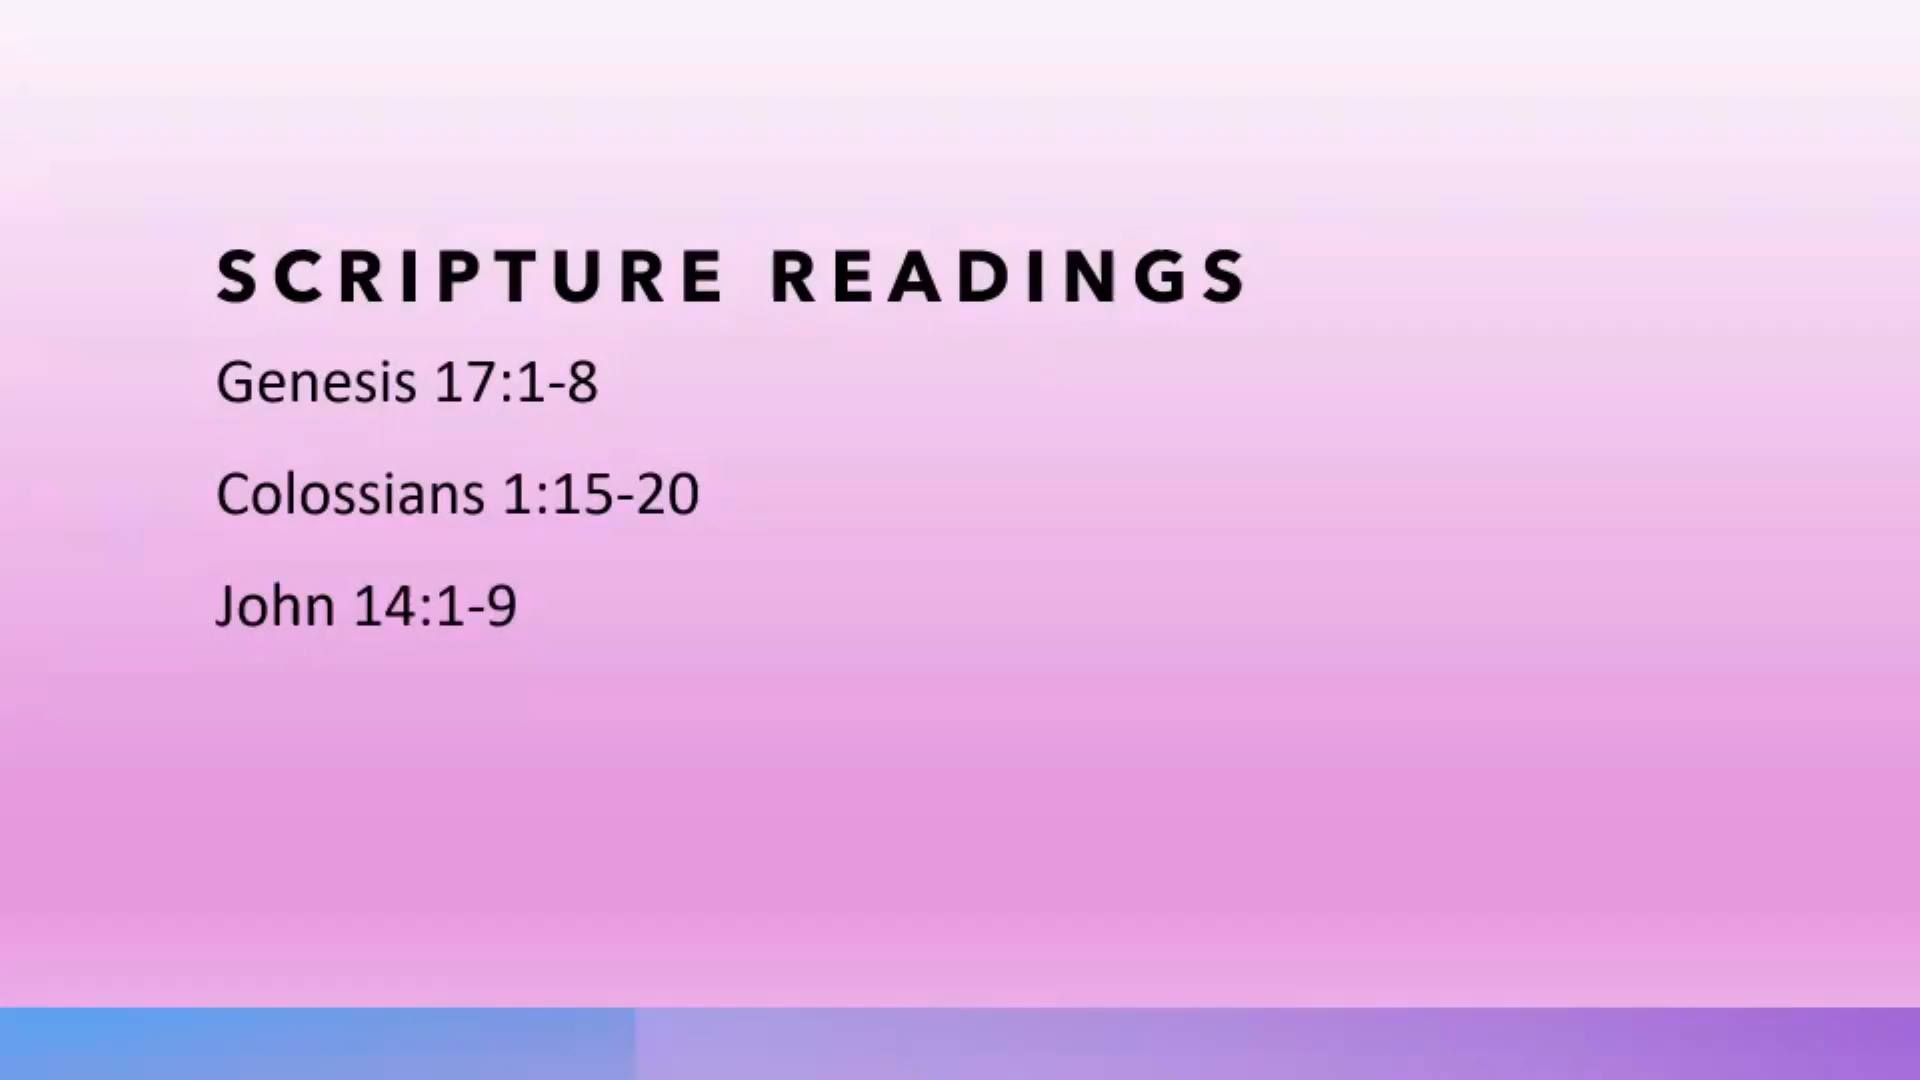 SCRIPTURE READINGS
Genesis 17:1-8
Colossians 1:15-20
John 14:1-9